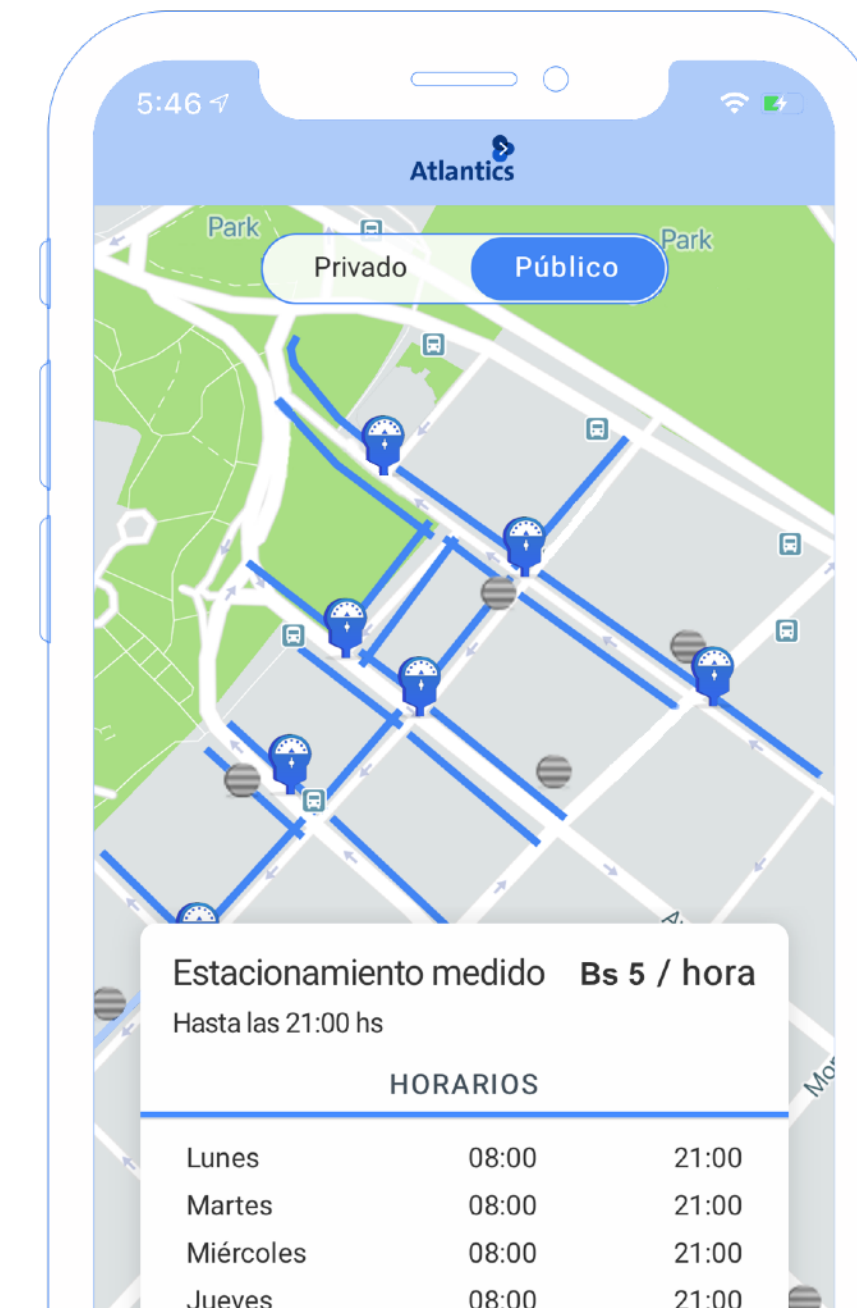 5:46
Atlantics
Park
Park
Privado Público
Estacionamiento medido Bs 5 / hora
Hasta las 21:00 hs
HORARIOS
Lunes 08:00 21:00
Martes 08:00 21:00
Miércoles 08:00 21:00
Jueves 08:00 21:00